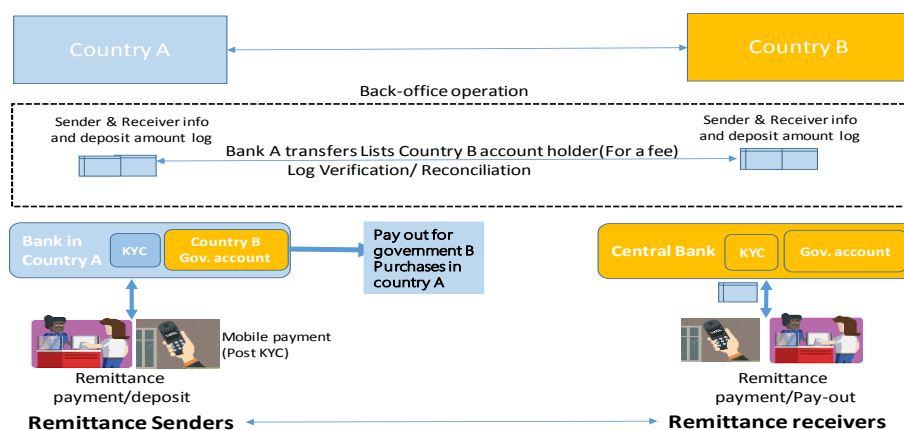 Country A
Country B
Back-office operation
Sender & Receiver info
and deposit amount log
Sender & Receiver info
and deposit amount log
Bank A transfers Lists Country B account holder(For a fee)
Log Verification/ Reconciliation
Bank in
Country A
KYC
Country B
Gov. account
Pay out for
government B
Purchases in
country A
Central Bank
KYC
Gov. account
Mobile payment
(Post KYC)
Remittance
payment/deposit
Remittance
payment/Pay-out
Remittance Senders
Remittance receivers